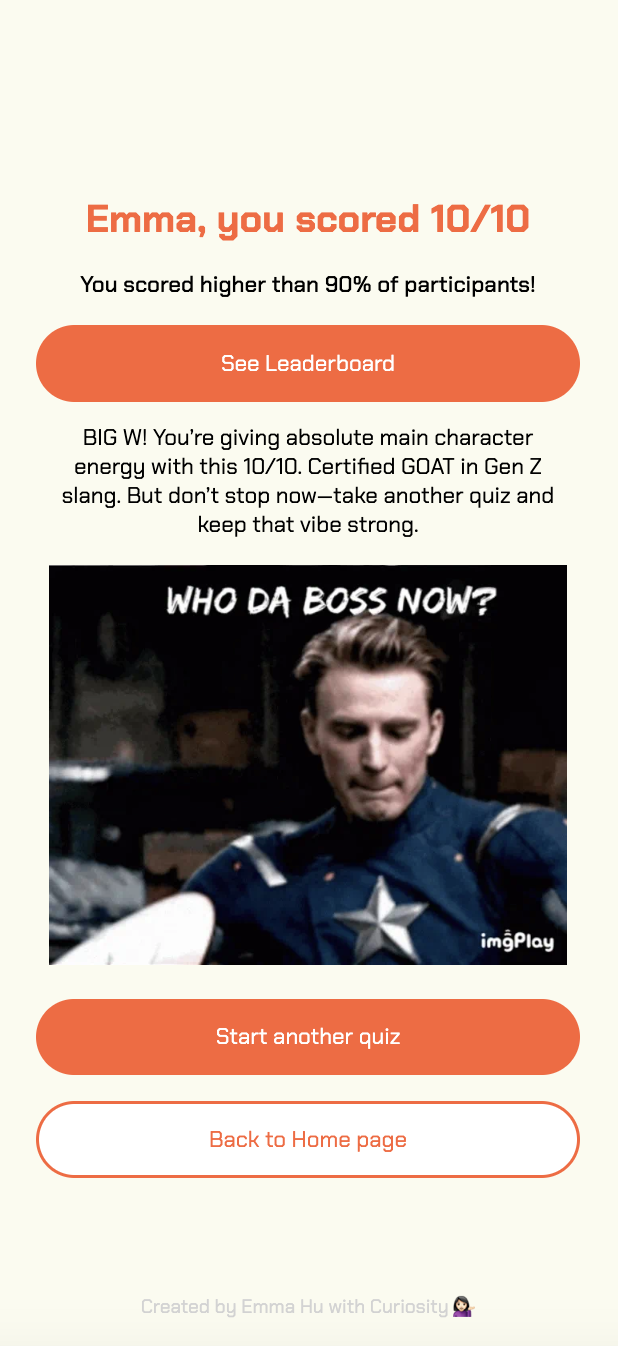 Emma, you scored 10/10
You scored higher than 90% of participants!
See Leaderboard
BIG W! You’re giving absolute main character
energy with this 10/10. Certified GOAT in Gen Z
slang. But don’t stop now—take another quiz and
keep that vibe strong.
WHO DA BOSS NOW?
imgPlay
Start another quiz
Back to Home page
Created by Emma Hu with Curiosity💁🏻‍♀️